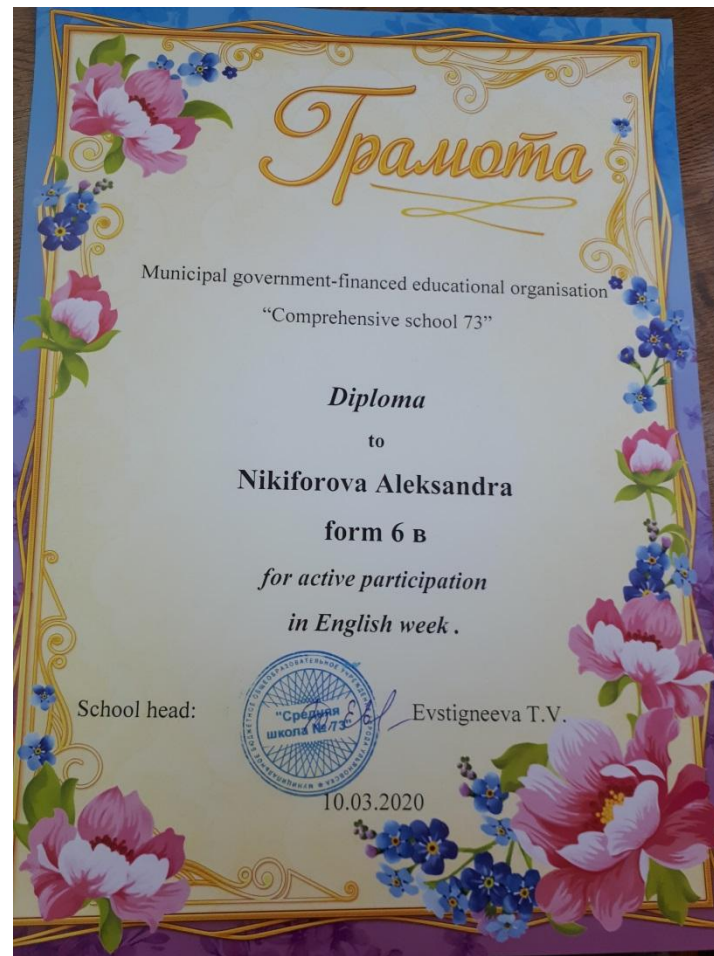 Грамота
Municipal government-financed educational organisation
“Comprehensive school 73”
Diploma
to
Nikiforova Aleksandra
form 6 в
for active participation
in English week .
School head:
"Средняя
школа № 73"
Evstigneeva T.V.
10.03.2020